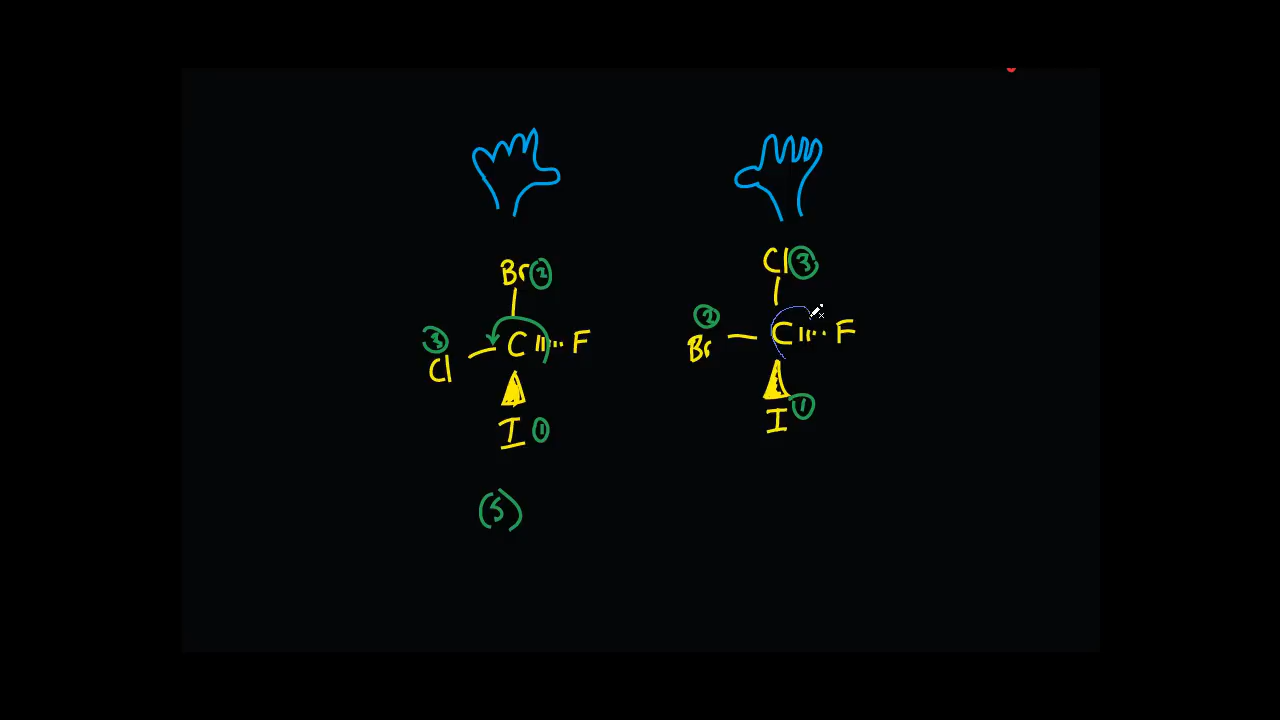 Br ②
③
Cl
C F
I ①
(S)
Cl ③
②
Br
C F
I ①